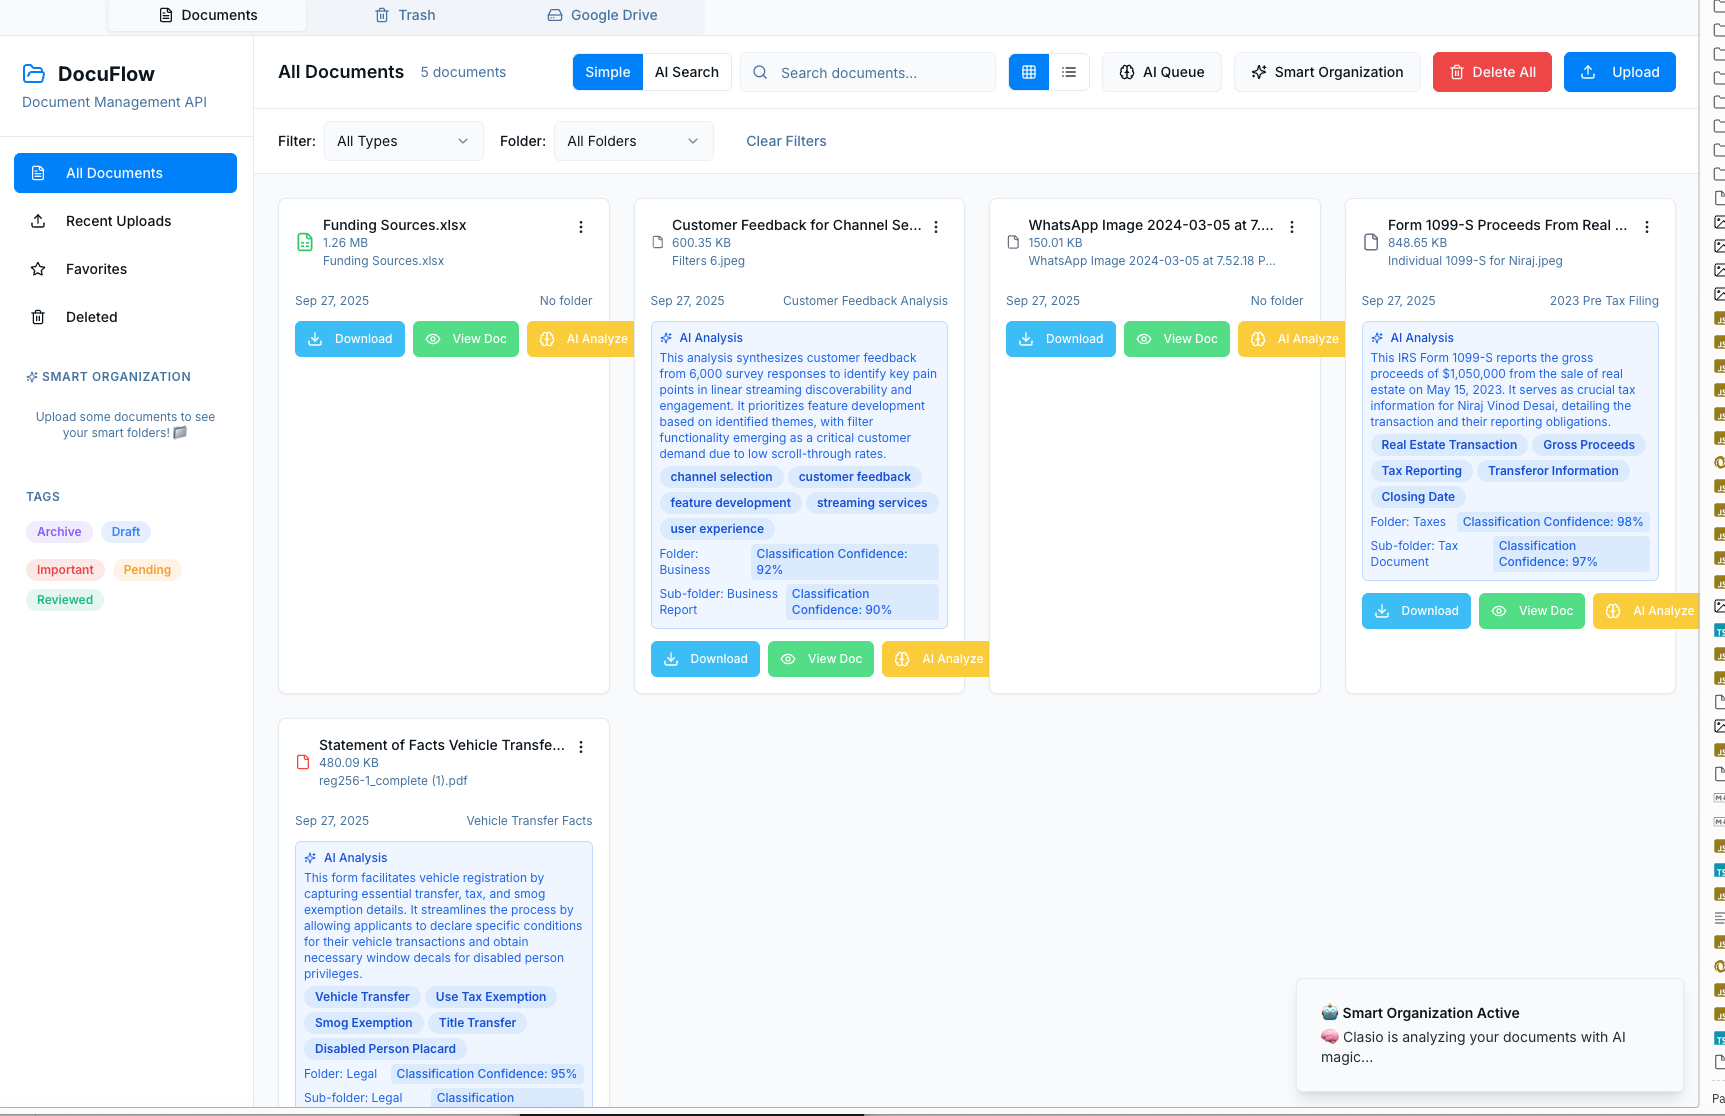 Documents
Trash
Google Drive
DocuFlow
Document Management API
All Documents
Recent Uploads
Favorites
Deleted
SMART ORGANIZATION
Upload some documents to see
your smart folders!
TAGS
Archive
Draft
Important
Pending
Reviewed
All Documents
5 documents
Simple
AI Search
Search documents...
AI Queue
Smart Organization
Delete All
Upload
Filter:
All Types
Folder:
All Folders
Clear Filters
Funding Sources.xlsx
1.26 MB
Funding Sources.xlsx
Sep 27, 2025
No folder
Download
View Doc
AI Analyze
Customer Feedback for Channel Se...
600.35 KB
Filters 6.jpeg
Sep 27, 2025
Customer Feedback Analysis
AI Analysis
This analysis synthesizes customer feedback
from 6,000 survey responses to identify key pain
points in linear streaming discoverability and
engagement. It prioritizes feature development
based on identified themes, with filter
functionality emerging as a critical customer
demand due to low scroll-through rates.
channel selection
customer feedback
feature development
streaming services
user experience
Folder:
Business
Classification Confidence:
92%
Sub-folder: Business
Report
Classification
Confidence: 90%
Download
View Doc
AI Analyze
WhatsApp Image 2024-03-05 at 7....
150.01 KB
WhatsApp Image 2024-03-05 at 7.52.18 P...
Sep 27, 2025
No folder
Download
View Doc
AI Analyze
Form 1099-S Proceeds From Real ...
848.65 KB
Individual 1099-S for Niraj.jpeg
Sep 27, 2025
2023 Pre Tax Filing
AI Analysis
This IRS Form 1099-S reports the gross
proceeds of $1,050,000 from the sale of real
estate on May 15, 2023. It serves as crucial tax
information for Niraj Vinod Desai, detailing the
transaction and their reporting obligations.
Real Estate Transaction
Gross Proceeds
Tax Reporting
Transferor Information
Closing Date
Folder: Taxes
Classification Confidence: 98%
Sub-folder: Tax
Document
Classification
Confidence: 97%
Download
View Doc
AI Analyze
Statement of Facts Vehicle Transfe...
480.09 KB
reg256-1_complete (1).pdf
Sep 27, 2025
Vehicle Transfer Facts
AI Analysis
This form facilitates vehicle registration by
capturing essential transfer, tax, and smog
exemption details. It streamlines the process by
allowing applicants to declare specific conditions
for their vehicle transactions and obtain
necessary window decals for disabled person
privileges.
Vehicle Transfer
Use Tax Exemption
Smog Exemption
Title Transfer
Disabled Person Placard
Folder: Legal
Classification Confidence: 95%
Sub-folder: Legal
Classification
Smart Organization Active
Clasio is analyzing your documents with AI
magic...